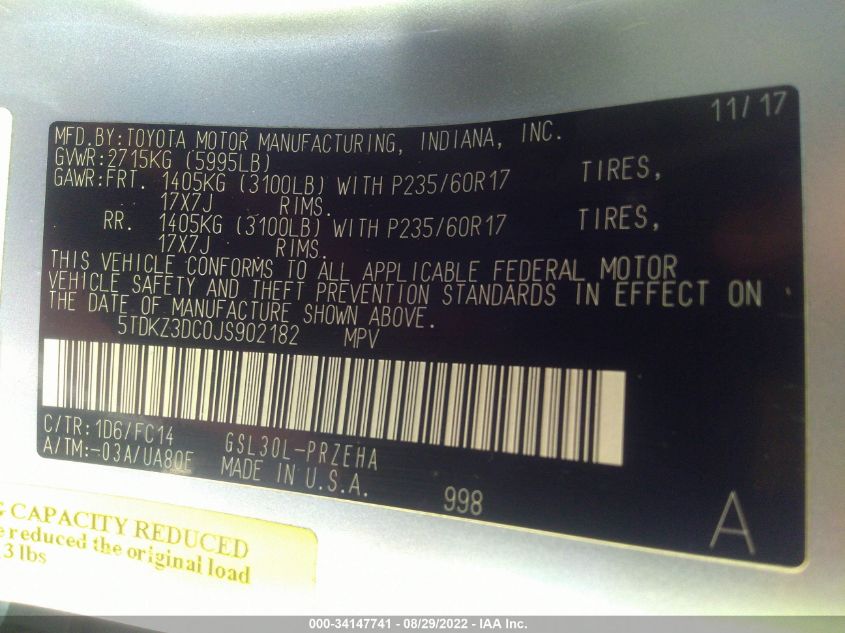 11/17
MFD.BY:TOYOTA MOTOR MANUFACTURING, INDIANA, INC.
GVWR:2715KG (5995LB)
GAWR:FRT. 1405KG (3100LB) WITH P235/60R17 TIRES,
17X7J RIMS.
RR. 1405KG (3100LB) WITH P235/60R17 TIRES,
17X7J RIMS.
THIS VEHICLE CONFORMS TO ALL APPLICABLE FEDERAL MOTOR
VEHICLE SAFETY AND THEFT PREVENTION STANDARDS IN EFFECT ON
THE DATE OF MANUFACTURE SHOWN ABOVE.
5TDKZ3DC0JS902182 MPV
C/TR:1D6/FC14 GSL30L-PRZEHA
A/TM:-03A/UA80E MADE IN U.S.A.
998
A
CAPACITY REDUCED
reduced the original load
3 lbs
000-34147741 - 08/29/2022 - IAA Inc.